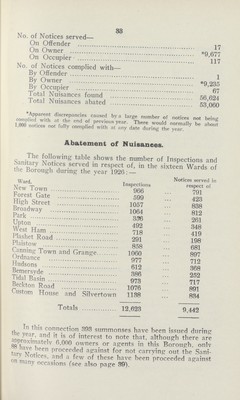 33
No. of Notices served—
On Offender 17
On Owner *9,677
On Occupier 117
No. of Notices complied with—
By Offender 1
By Owner *9,235
By Occupier 67
Total Nuisances found 56,624
Total Nuisances abated 53,060
*Apparent discrepancies caused by a large number of notices not being
complied with at the end of previous year. There would normally be about
1,000 notices not fully complied with at any date during the year.
Abatement of Nuisances.
The following table shows the number of Inspections and
Sanitary Notices served in respect of, in the sixteen Wards of
the Borough during the year 1920:—
Ward. Inspections Notices served in respect of
New Town 966 ... 791
Forest Gate 599 ... 423
High Street 1057 ... 838
Broadway 1064 ... 812
Park 326 ... 261
Upton 492 ... 348
West Ham 718 ... 419
Plashet Road 291 ... 198
Plaistow 858 ... 681
Canning Town and Grange 1060 ... 897
Ordnance 977 ... 712
Hudsons 612 ... 368
Bemersyde 386 ... 232
Tidal Basin 973 ... 717
Beckton Road 1076 ... 891
Custom House and Silvertown 1138 ... 834
Totals 12,623 9,442
In this connection 393 summonses have been issued during
the year, and it is of interest to note that, although there are
approximately 6,000 owners or agents in this Borough, only
88 have been proceeded against for not carrying out the Sani-
tary Notices, and a few of these have been proceeded against
on many occasions (see also page 39).